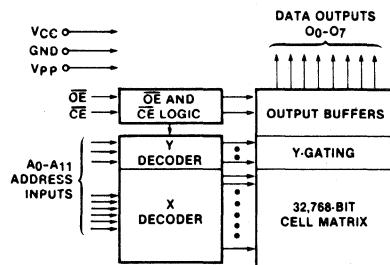 DATA OUTPUTS
O0-O7
VCC
GND
VPP
OE
CE
OE AND
CE LOGIC
OUTPUT BUFFERS
A0-A11
ADDRESS
INPUTS
Y
DECODER
Y-GATING
X
DECODER
32,768-BIT
CELL MATRIX